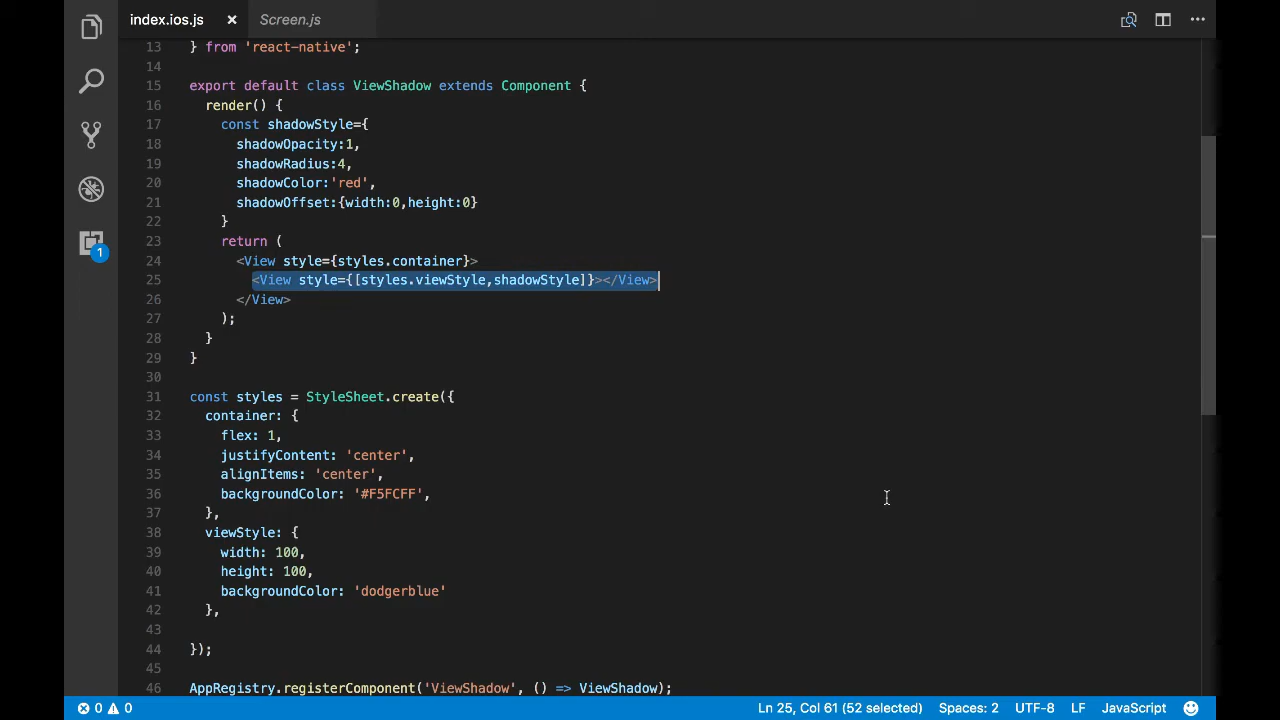 index.ios.js
Screen.js
13 } from 'react-native';
14
15 export default class ViewShadow extends Component {
16 render() {
17 const shadowStyle={
18 shadowOpacity:1,
19 shadowRadius:4,
20 shadowColor:'red',
21 shadowOffset:{width:0,height:0}
22 }
23 return (
24 <View style={styles.container}>
25 <View style={[styles.viewStyle,shadowStyle]}></View>
26 </View>
27 );
28 }
29 }
30
31 const styles = StyleSheet.create({
32 container: {
33 flex: 1,
34 justifyContent: 'center',
35 alignItems: 'center',
36 backgroundColor: '#F5FCFF',
37 },
38 viewStyle: {
39 width: 100,
40 height: 100,
41 backgroundColor: 'dodgerblue'
42 },
43
44 });
45
46 AppRegistry.registerComponent('ViewShadow', () => ViewShadow);
1
0 0 Ln 25, Col 61 (52 selected) Spaces: 2 UTF-8 LF JavaScript